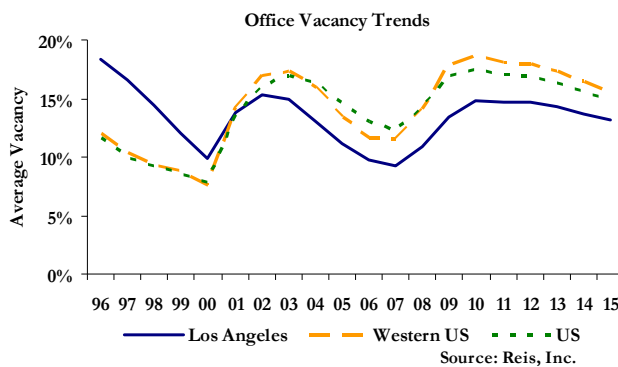 Office Vacancy Trends
20%
15%
10%
5%
0%
Average Vacancy
96 97 98 99 00 01 02 03 04 05 06 07 08 09 10 11 12 13 14 15
Los Angeles Western US US
Source: Reis, Inc.